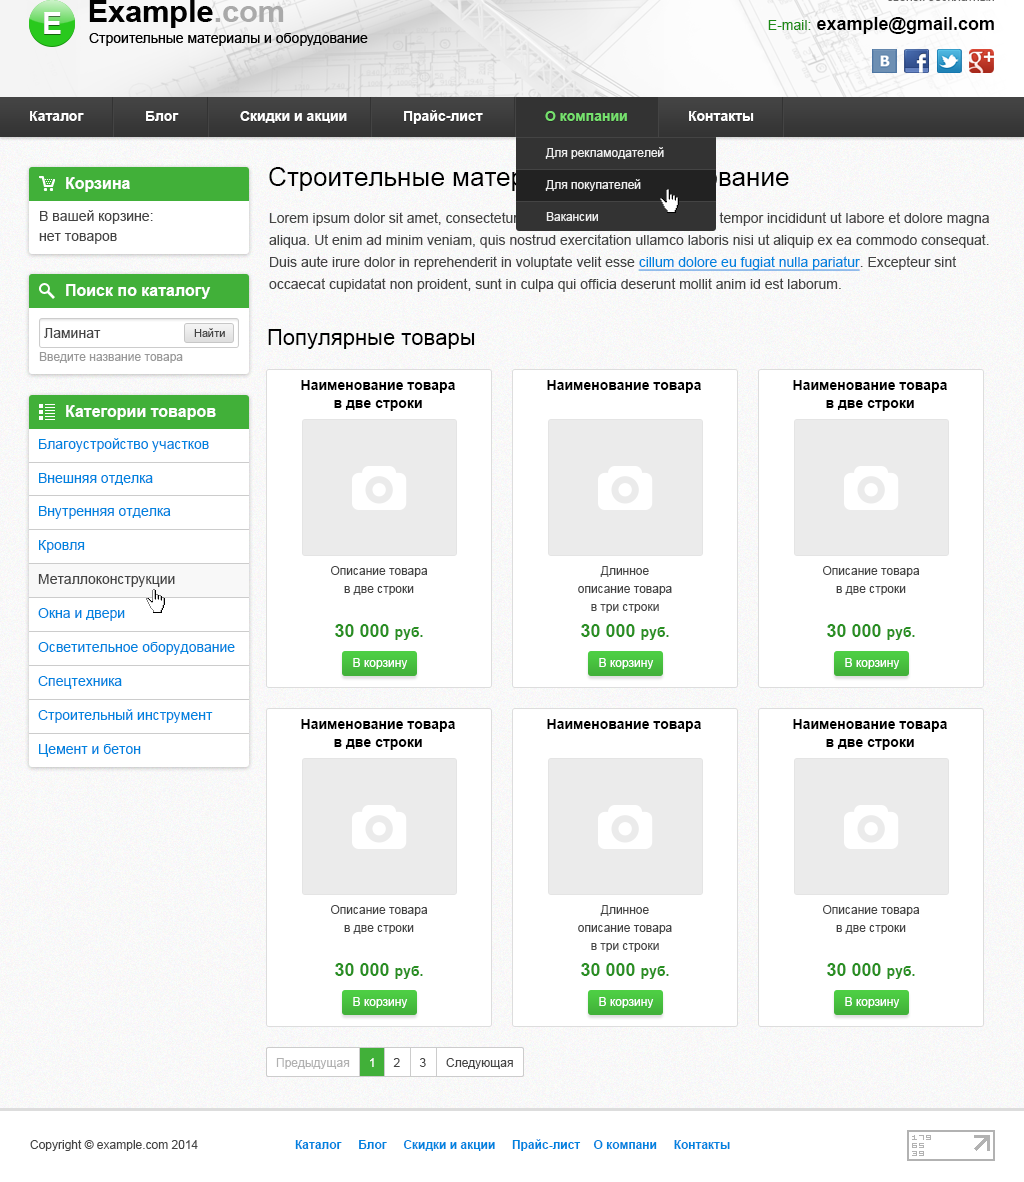 Example.com
Строительные материалы и оборудование
E-mail: example@gmail.com
Каталог Блог Скидки и акции Прайс-лист О компании Контакты
Для рекламодателей
Для покупателей
Вакансии
Корзина
В вашей корзине:
нет товаров
Поиск по каталогу
Ламинат Найти
Введите название товара
Категории товаров
Благоустройство участков
Внешняя отделка
Внутренняя отделка
Кровля
Металлоконструкции
Окна и двери
Осветительное оборудование
Спецтехника
Строительный инструмент
Цемент и бетон
Строительные
Lorem ipsum dolor sit amet, tempor incididunt ut labore et dolore magna
aliqua. Ut enim ad minim veniam, quis nostrud exercitation ullamco laboris nisi ut aliquip ex ea commodo consequat.
Duis aute irure dolor in reprehenderit in voluptate velit esse cillum dolore eu fugiat nulla pariatur. Excepteur sint
occaecat cupidatat non proident, sunt in culpa qui officia deserunt mollit anim id est laborum.
Популярные товары
Наименование товара
в две строки
Описание товара
в две строки
30 000 руб.
В корзину
Наименование товара
Длинное
описание товара
в три строки
30 000 руб.
В корзину
Наименование товара
в две строки
Описание товара
в две строки
30 000 руб.
В корзину
Наименование товара
в две строки
Описание товара
в две строки
30 000 руб.
В корзину
Наименование товара
Длинное
описание товара
в три строки
30 000 руб.
В корзину
Наименование товара
в две строки
Описание товара
в две строки
30 000 руб.
В корзину
Предыдущая 1 2 3 Следующая
Copyright © example.com 2014
Каталог Блог Скидки и акции Прайс-лист О компани Контакты
179
65
39